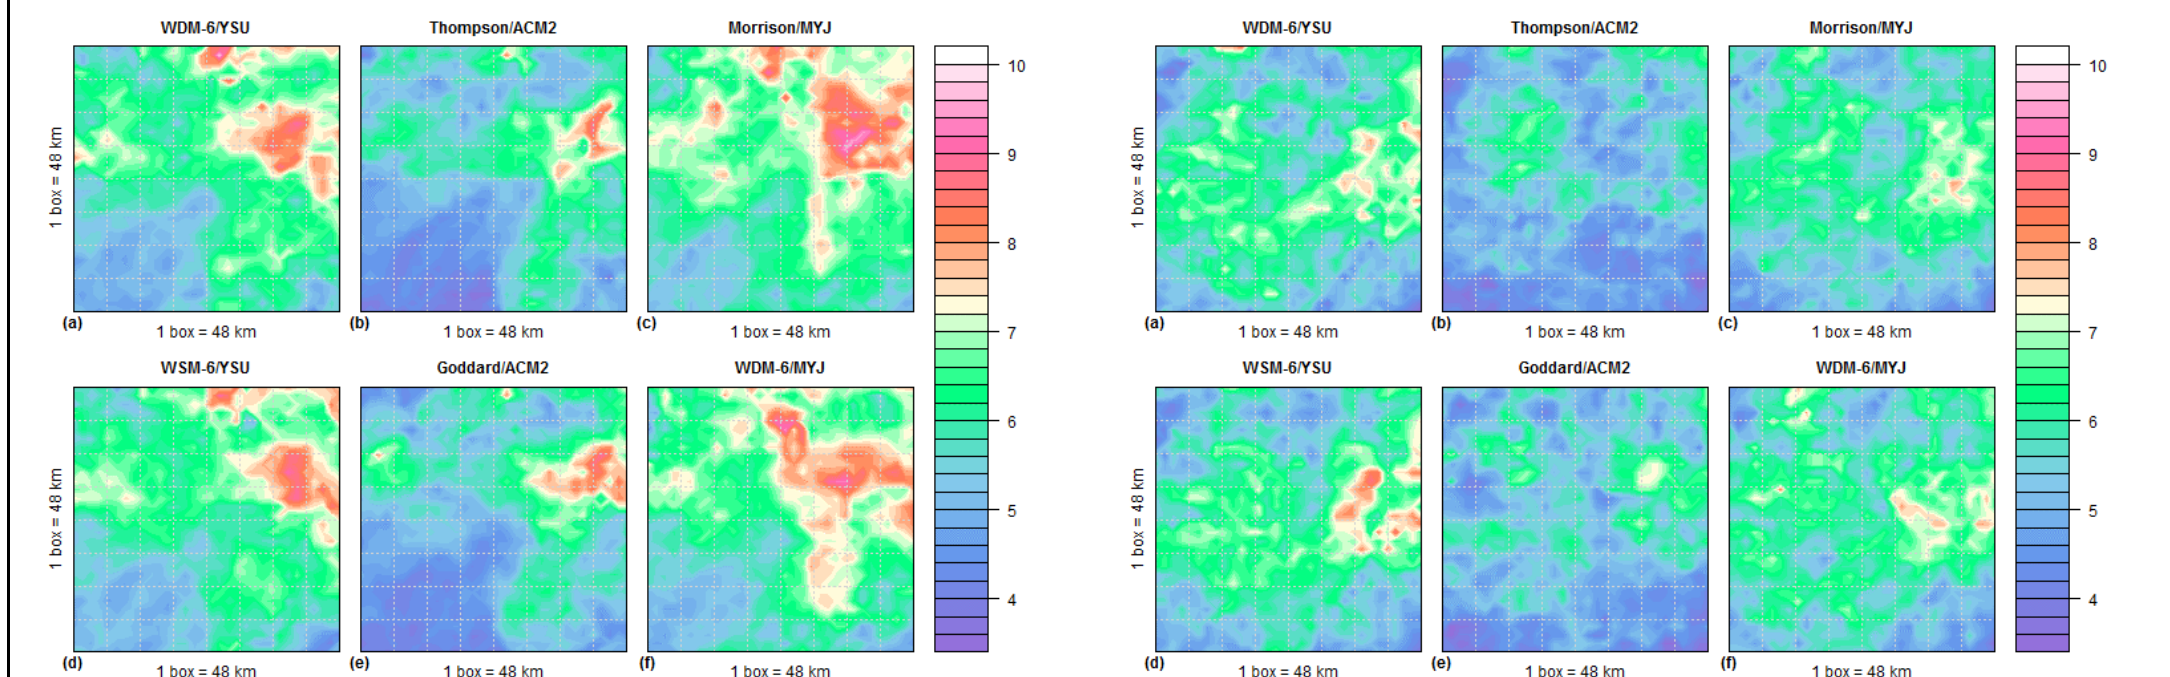 WDM-6/YSU Thompson/ACM2 Morrison/MYJ
1 box = 48 km
10
9
8
7
6
5
4
(a) 1 box = 48 km (b) 1 box = 48 km (c) 1 box = 48 km
WSM-6/YSU Goddard/ACM2 WDM-6/MYJ
1 box = 48 km
(d) 1 box = 48 km (e) 1 box = 48 km (f) 1 box = 48 km
WDM-6/YSU Thompson/ACM2 Morrison/MYJ
1 box = 48 km
10
9
8
7
6
5
4
(a) 1 box = 48 km (b) 1 box = 48 km (c) 1 box = 48 km
WSM-6/YSU Goddard/ACM2 WDM-6/MYJ
1 box = 48 km
(d) 1 box = 48 km (e) 1 box = 48 km (f) 1 box = 48 km